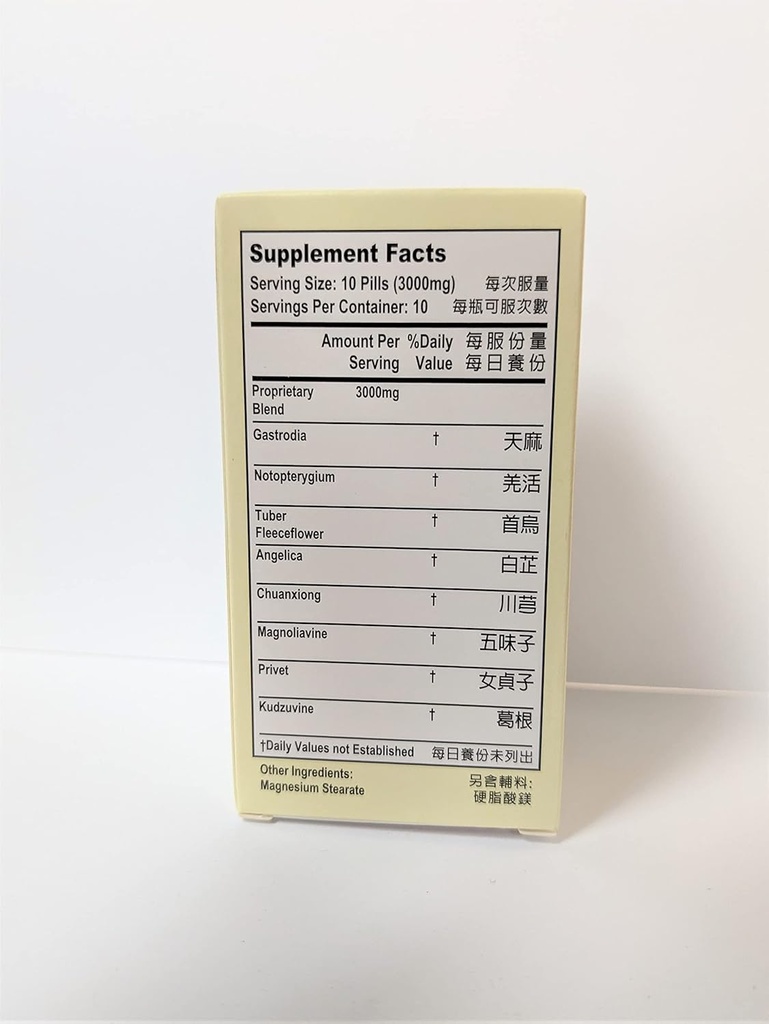 Supplement Facts
Serving Size: 10 Pills (3000mg) 每次服量
Servings Per Container: 10 每瓶可服次數
Amount Per %Daily 每服份量
Serving Value 每日養份
Proprietary 3000mg
Blend
Gastrodia † 天麻
Notopterygium † 羌活
Tuber † 首烏
Fleeceflower
Angelica † 白芷
Chuanxiong † 川芎
Magnoliavine † 五味子
Privet † 女貞子
Kudzuvine † 葛根
†Daily Values not Established 每日養份未列出
Other Ingredients: 另含輔料:
Magnesium Stearate 硬脂酸鎂